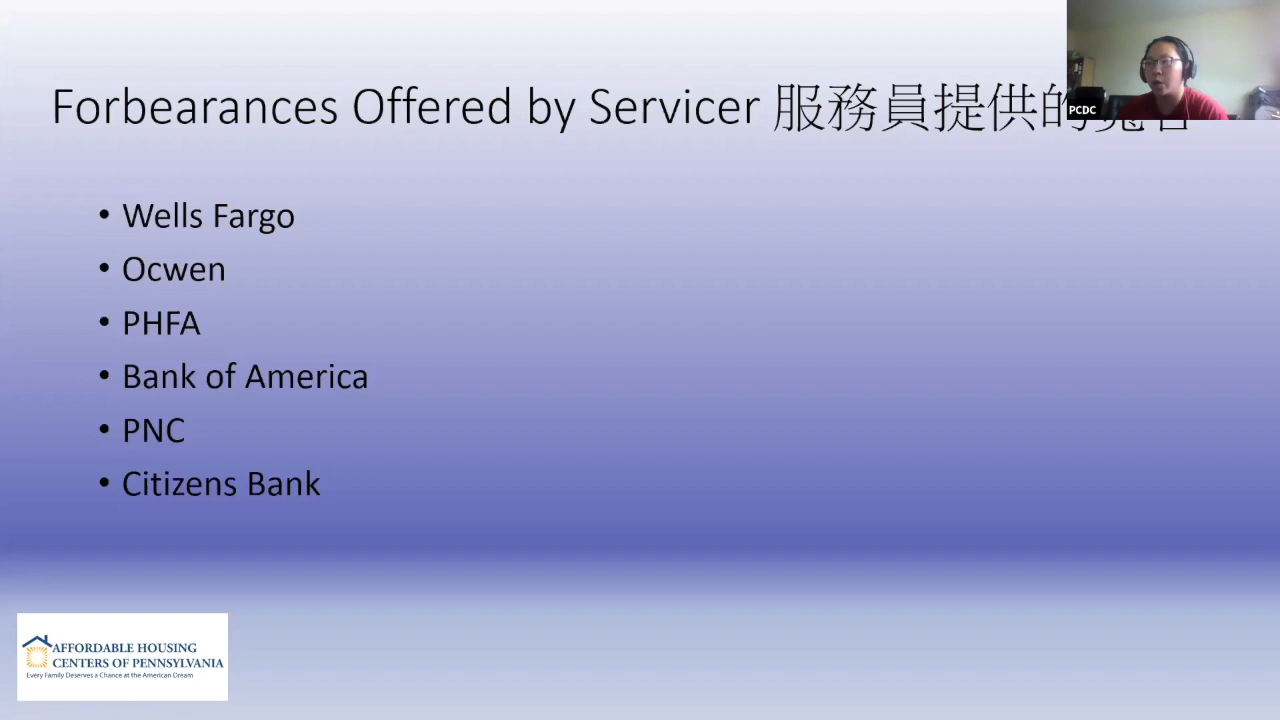 Forbearances Offered by Servicer 服務員提供的
PCDC
• Wells Fargo
• Ocwen
• PHFA
• Bank of America
• PNC
• Citizens Bank
AFFORDABLE HOUSING
CENTERS OF PENNSYLVANIA
Every Family Deserves a Chance at the American Dream